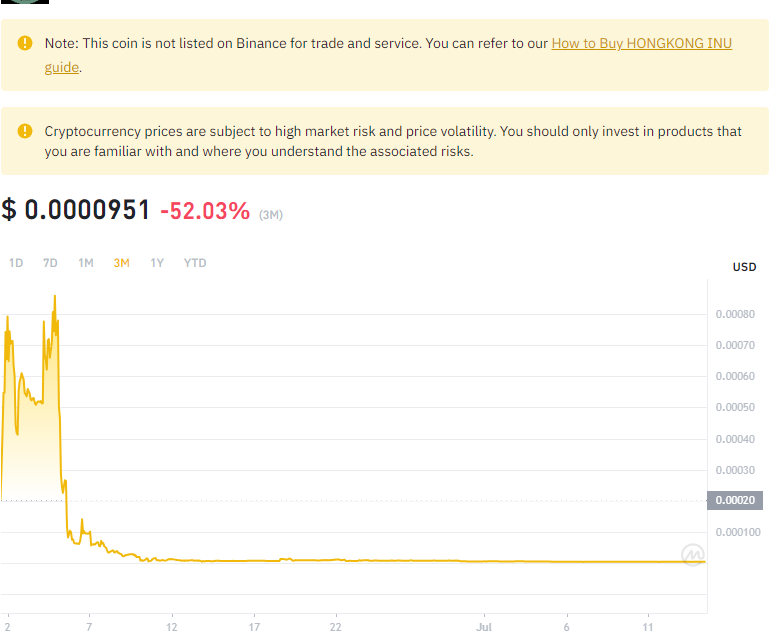 Note: This coin is not listed on Binance for trade and service. You can refer to our How to Buy HONGKONG INU
guide.
Cryptocurrency prices are subject to high market risk and price volatility. You should only invest in products that
you are familiar with and where you understand the associated risks.
$ 0.0000951 -52.03% (3M)
1D 7D 1M 3M 1Y YTD
USD
0.00080
0.00070
0.00060
0.00050
0.00040
0.00030
0.00020
0.000100
2 7 12 17 22 Jul 6 11